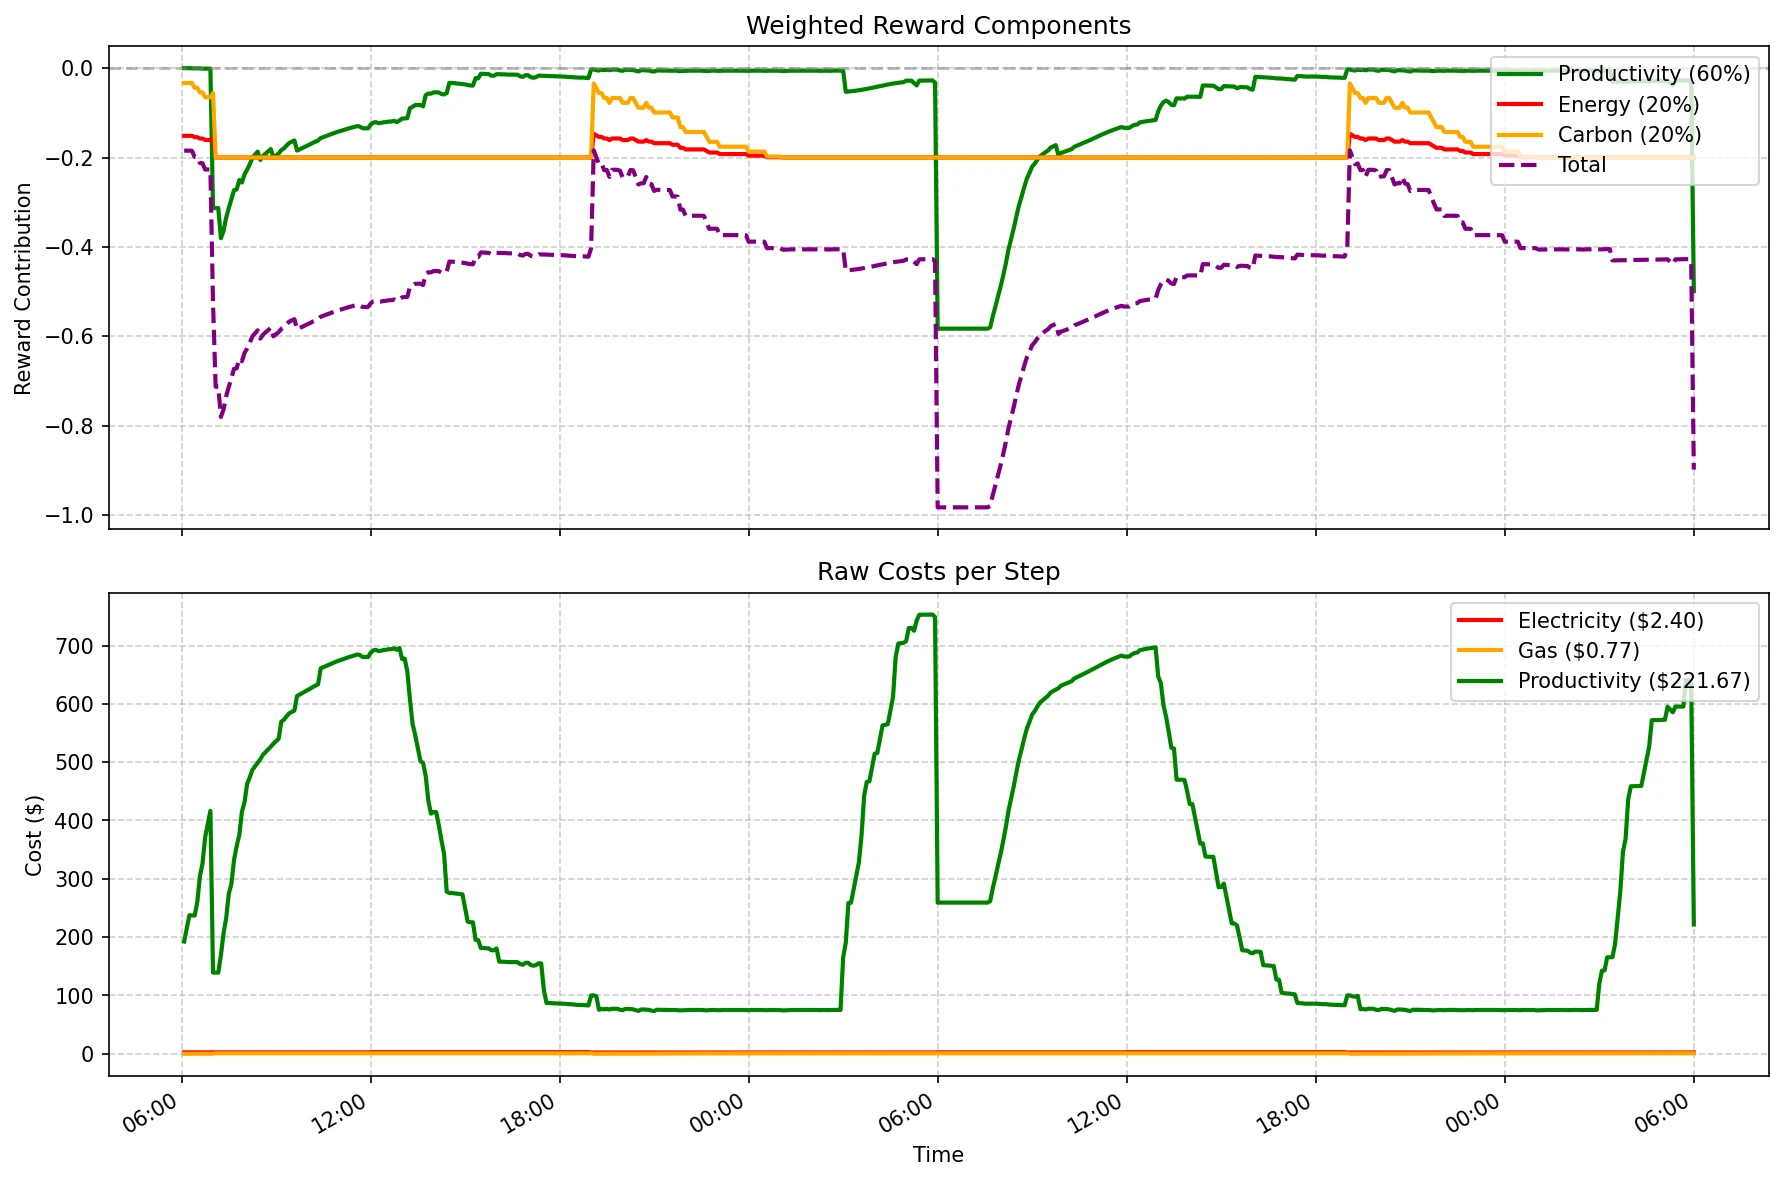 Weighted Reward Components
Reward Contribution
0.0
−0.2
−0.4
−0.6
−0.8
−1.0
Productivity (60%)
Energy (20%)
Carbon (20%)
Total
Raw Costs per Step
Cost ($)
700
600
500
400
300
200
100
0
Electricity ($2.40)
Gas ($0.77)
Productivity ($221.67)
06:00 12:00 18:00 00:00 06:00 12:00 18:00 00:00 06:00
Time